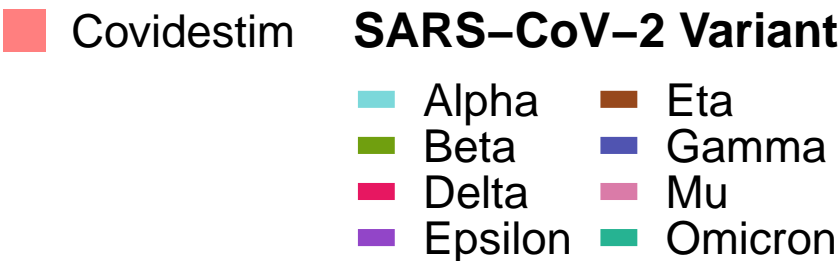 Covidestim SARS−CoV−2 Variant
Alpha Eta
Beta Gamma
Delta Mu
Epsilon Omicron